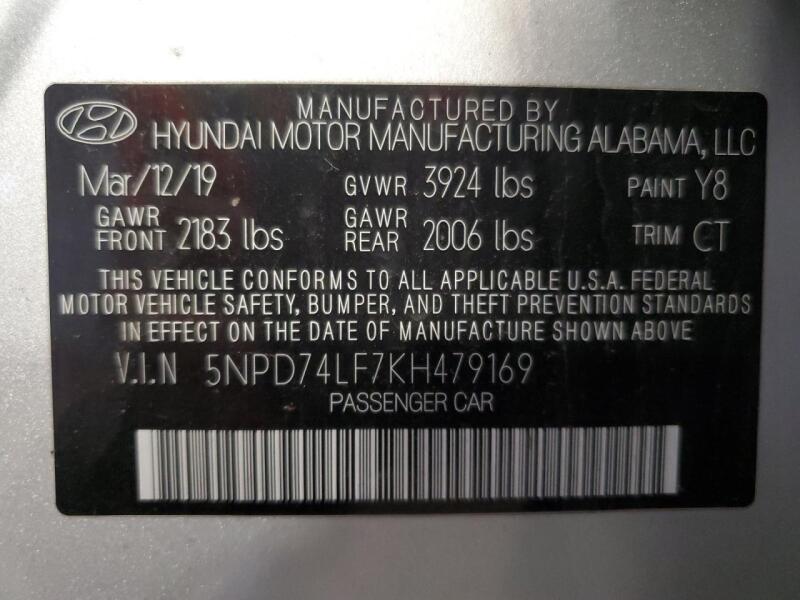 MANUFACTURED BY
HYUNDAI MOTOR MANUFACTURING ALABAMA, LLC
Mar/12/19 GVWR 3924 lbs PAINT Y8
GAWR FRONT 2183 lbs GAWR REAR 2006 lbs TRIM CT
THIS VEHICLE CONFORMS TO ALL APPLICABLE U.S.A. FEDERAL
MOTOR VEHICLE SAFETY, BUMPER, AND THEFT PREVENTION STANDARDS
IN EFFECT ON THE DATE OF MANUFACTURE SHOWN ABOVE
V.I.N 5NPD74LF7KH479169
PASSENGER CAR